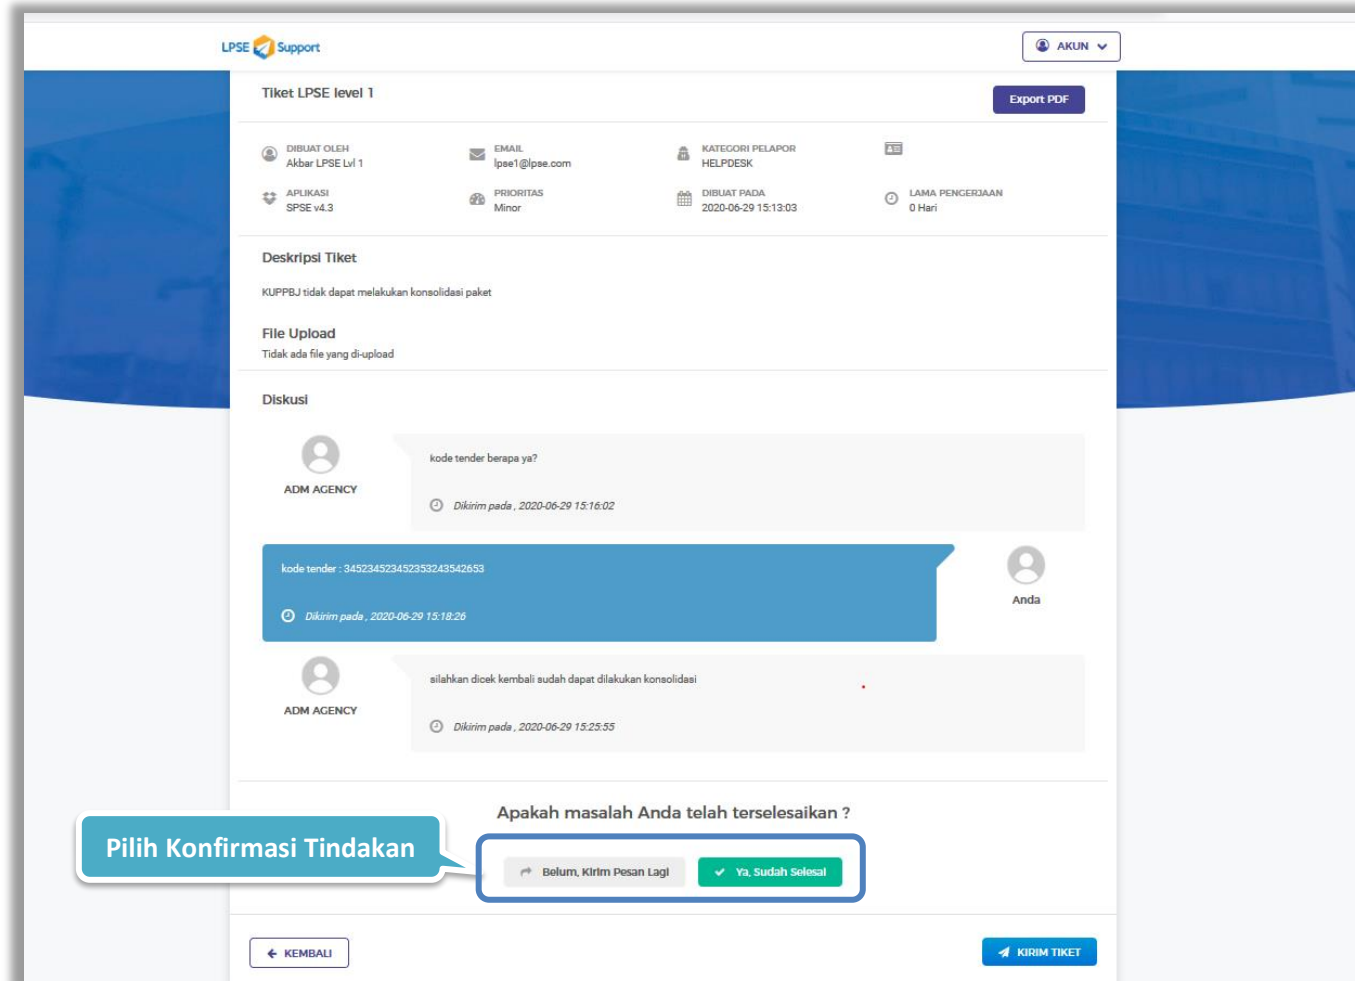 LPSE Support
AKUN
Tiket LPSE level 1
Export PDF
DIBUAT OLEH
Akbar LPSE Lvl 1
EMAIL
lpse1@lpse.com
KATEGORI PELAPOR
HELPDESK
APLIKASI
SPSE v4.3
PRIORITAS
Minor
DIBUAT PADA
2020-06-29 15:13:03
LAMA PENGERJAAN
0 Hari
Deskripsi Tiket
KUPPBJ tidak dapat melakukan konsolidasi paket
File Upload
Tidak ada file yang di-upload
Diskusi
kode tender berapa ya?
ADM AGENCY
Dikirim pada , 2020-06-29 15:16:02
kode tender : 345234523452353243542653
Anda
Dikirim pada , 2020-06-29 15:18:26
silahkan dicek kembali sudah dapat dilakukan konsolidasi
ADM AGENCY
Dikirim pada , 2020-06-29 15:25:55
Apakah masalah Anda telah terselesaikan ?
Pilih Konfirmasi Tindakan
Belum, Kirim Pesan Lagi
Ya, Sudah Selesai
KEMBALI
KIRIM TIKET